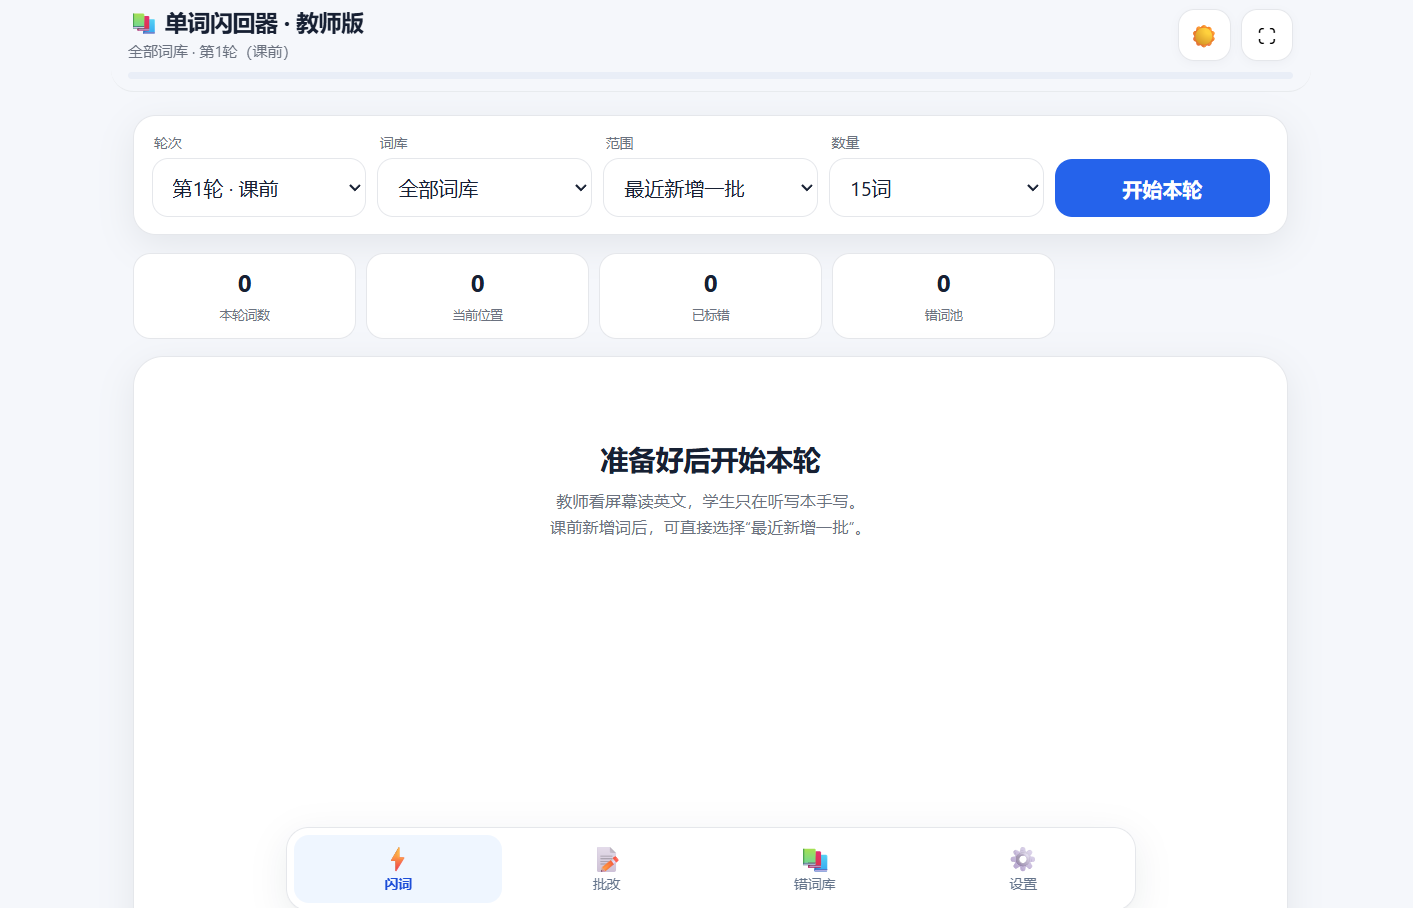 单词闪回器 · 教师版
全部词库 · 第1轮（课前）
轮次
词库
范围
数量
第1轮 · 课前
全部词库
最近新增一批
15词
开始本轮
0
本轮词数
0
当前位置
0
已标错
0
错词池
准备好后开始本轮
教师看屏幕读英文，学生只在听写本手写。
课前新增词后，可直接选择“最近新增一批”。
闪词
批改
错词库
设置